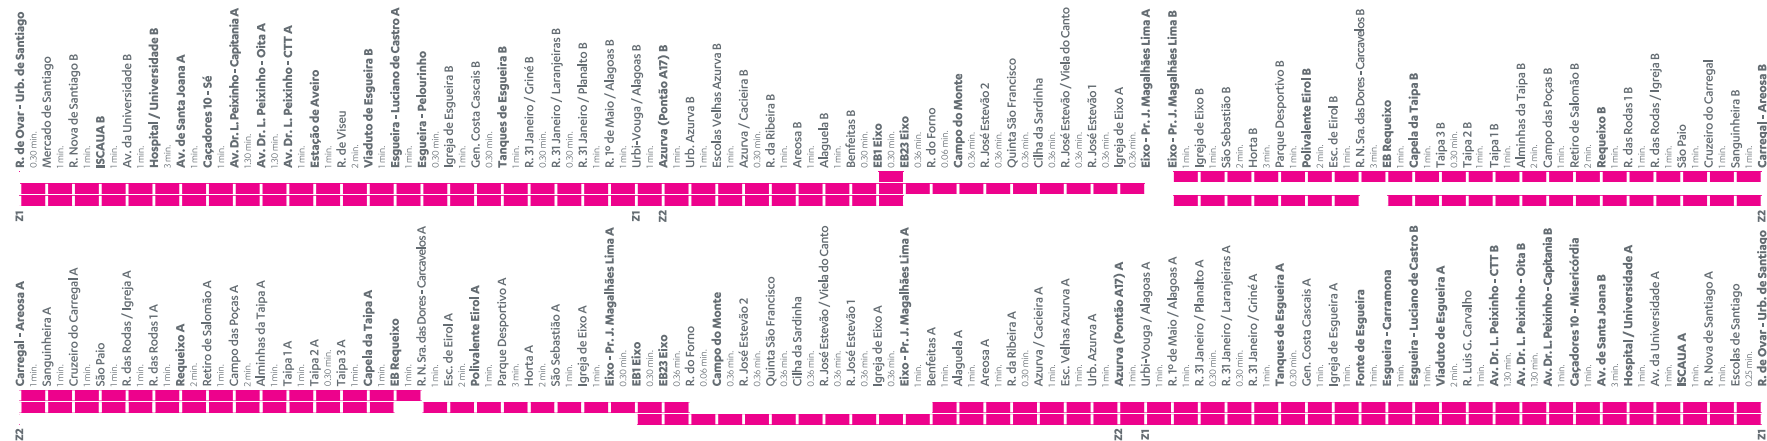 R. de Ovar - Urb. de Santiago
0.30 min.
Mercado de Santiago
1 min.
R. Nova de Santiago B
1 min.
ISCAUA B
1 min.
Av. da Universidade B
1 min.
Hospital / Universidade B
3 min.
Av. de Santa Joana A
1 min.
Caçadores 10 - Sé
1 min.
Av. Dr. L. Peixinho - Capitania A
1.30 min.
Av. Dr. L. Peixinho - Oita A
1.30 min.
Av. Dr. L. Peixinho - CTT A
1 min.
Estação de Aveiro
1 min.
R. de Viseu
2 min.
Viaduto de Esgueira B
1 min.
Esgueira - Luciano de Castro A
1 min.
Esgueira - Pelourinho
0.30 min.
Igreja de Esgueira B
1 min.
Gen. Costa Cascais B
0.30 min.
Tanques de Esgueira B
1 min.
R. 31 Janeiro / Griné B
0.30 min.
R. 31 Janeiro / Laranjeiras B
1 min.
R. 31 Janeiro / Planalto B
1 min.
R. 1º de Maio / Alagoas B
1 min.
Urbi-Vouga / Alagoas B
0.30 min.
Azurva (Pontão A17) B
0.36 min.
Urb. Azurva B
1 min.
Escolas Velhas Azurva B
1 min.
Azurva / Cacieira B
0.30 min.
R. da Ribeira B
1 min.
Areosa B
1 min.
Alaguela B
1 min.
Benfeitas B
0.30 min.
EB1 Eixo
0.30 min.
EB23 Eixo
0.36 min.
R. do Forno
0.06 min.
Campo do Monte
0.36 min.
R. José Estevão 2
0.36 min.
Quinta São Francisco
0.36 min.
Cilha da Sardinha
0.36 min.
R. José Estevão / Viela do Canto
0.36 min.
R. José Estevão 1
0.36 min.
Igreja de Eixo A
0.36 min.
Eixo - Pr. J. Magalhães Lima A
Eixo - Pr. J. Magalhães Lima B
1 min.
Igreja de Eixo B
1 min.
São Sebastião B
2 min.
Horta B
3 min.
Parque Desportivo B
1 min.
Polivalente Eirol B
2 min.
Esc. de Eirol B
1 min.
R. N. Sra. das Dores - Carcavelos B
3 min.
EB Requeixo
1 min.
Capela da Taipa B
1 min.
Taipa 3 B
0.30 min.
Taipa 2 B
1 min.
Taipa 1 B
1 min.
Alminhas da Taipa B
2 min.
Campo das Poças B
1 min.
Retiro de Salomão B
2 min.
Requeixo B
1 min.
R. das Rodas 1 B
1 min.
R. das Rodas / Igreja B
1 min.
São Paio
1 min.
Cruzeiro do Carregal
1 min.
Sanguinheira B
1 min.
Carregal - Areosa B
Z1
Z1
Z2
Z2
Carregal - Areosa A
1 min.
Sanguinheira A
1 min.
Cruzeiro do Carregal A
1 min.
São Paio
1 min.
R. das Rodas / Igreja A
1 min.
R. das Rodas 1 A
1 min.
Requeixo A
2 min.
Retiro de Salomão A
1 min.
Campo das Poças A
2 min.
Alminhas da Taipa A
1 min.
Taipa 1 A
1 min.
Taipa 2 A
0.30 min.
Taipa 3 A
1 min.
Capela da Taipa A
1 min.
EB Requeixo
3 min.
R. N. Sra. das Dores - Carcavelos A
1 min.
Esc. de Eirol A
2 min.
Polivalente Eirol A
1 min.
Parque Desportivo A
3 min.
Horta A
2 min.
São Sebastião A
1 min.
Igreja de Eixo A
1 min.
Eixo - Pr. J. Magalhães Lima A
0.30 min.
EB1 Eixo
0.30 min.
EB23 Eixo
0.36 min.
R. do Forno
0.06 min.
Campo do Monte
0.36 min.
R. José Estevão 2
0.36 min.
Quinta São Francisco
0.36 min.
Cilha da Sardinha
0.36 min.
R. José Estevão / Viela do Canto
0.36 min.
R. José Estevão 1
0.36 min.
Igreja de Eixo A
0.36 min.
Eixo - Pr. J. Magalhães Lima A
1 min.
Benfeitas A
1 min.
Alaguela A
1 min.
Areosa A
1 min.
R. da Ribeira A
0.30 min.
Azurva / Cacieira A
1 min.
Esc. Velhas Azurva A
1 min.
Urb. Azurva A
1 min.
Azurva (Pontão A17) A
1 min.
Urbi-Vouga / Alagoas A
1 min.
R. 1º de Maio / Alagoas A
1 min.
R. 31 Janeiro / Planalto A
0.30 min.
R. 31 Janeiro / Laranjeiras A
0.30 min.
R. 31 Janeiro / Griné A
1 min.
Tanques de Esgueira A
0.30 min.
Gen. Costa Cascais A
1 min.
Igreja de Esgueira A
1 min.
Fonte de Esgueira
1 min.
Esgueira - Carramona
1 min.
Esgueira - Luciano de Castro B
1 min.
Viaduto de Esgueira A
2 min.
R. Luís G. Carvalho
1 min.
Av. Dr. L. Peixinho - CTT B
1.30 min.
Av. Dr. L. Peixinho - Oita B
1.30 min.
Av. Dr. L. Peixinho - Capitania B
2 min.
Caçadores 10 - Misericórdia
1 min.
Av. de Santa Joana B
3 min.
Hospital / Universidade A
1 min.
Av. da Universidade A
1 min.
ISCAUA A
1 min.
R. Nova de Santiago A
1 min.
Escolas de Santiago
0.25 min.
R. de Ovar - Urb. de Santiago
Z2
Z2
Z1
Z1